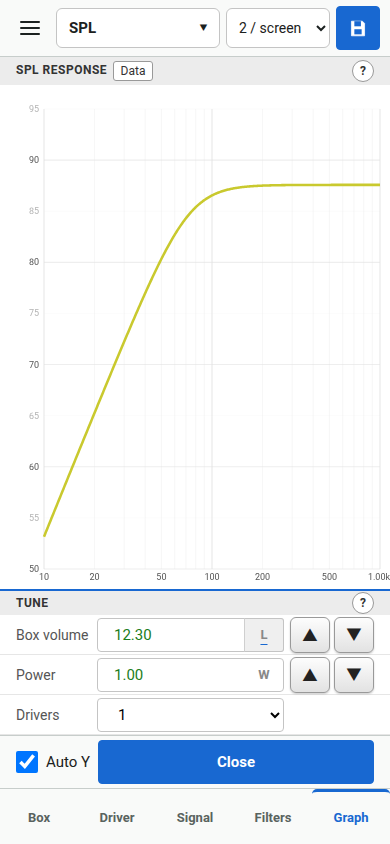 SPL ▼ 2 / screen
SPL RESPONSE Data ?
95
90
85
80
75
70
65
60
55
50
10 20 50 100 200 500 1.00k
TUNE ?
Box volume 12.30 L ▲ ▼
Power 1.00 W ▲ ▼
Drivers 1
Auto Y Close
Box Driver Signal Filters Graph